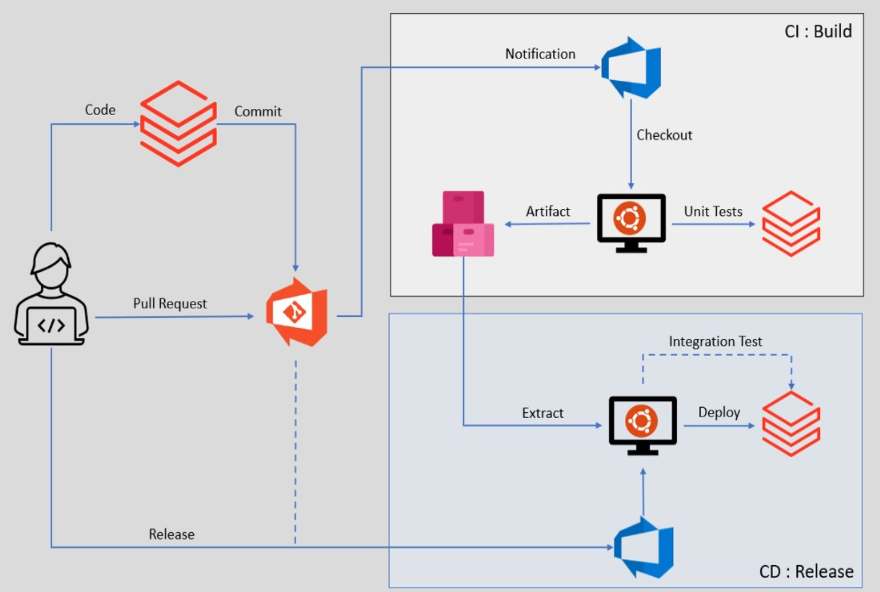 CI : Build
Notification
Code
Commit
Checkout
Artifact
Unit Tests
Pull Request
</>
Integration Test
Extract
Deploy
Release
CD : Release